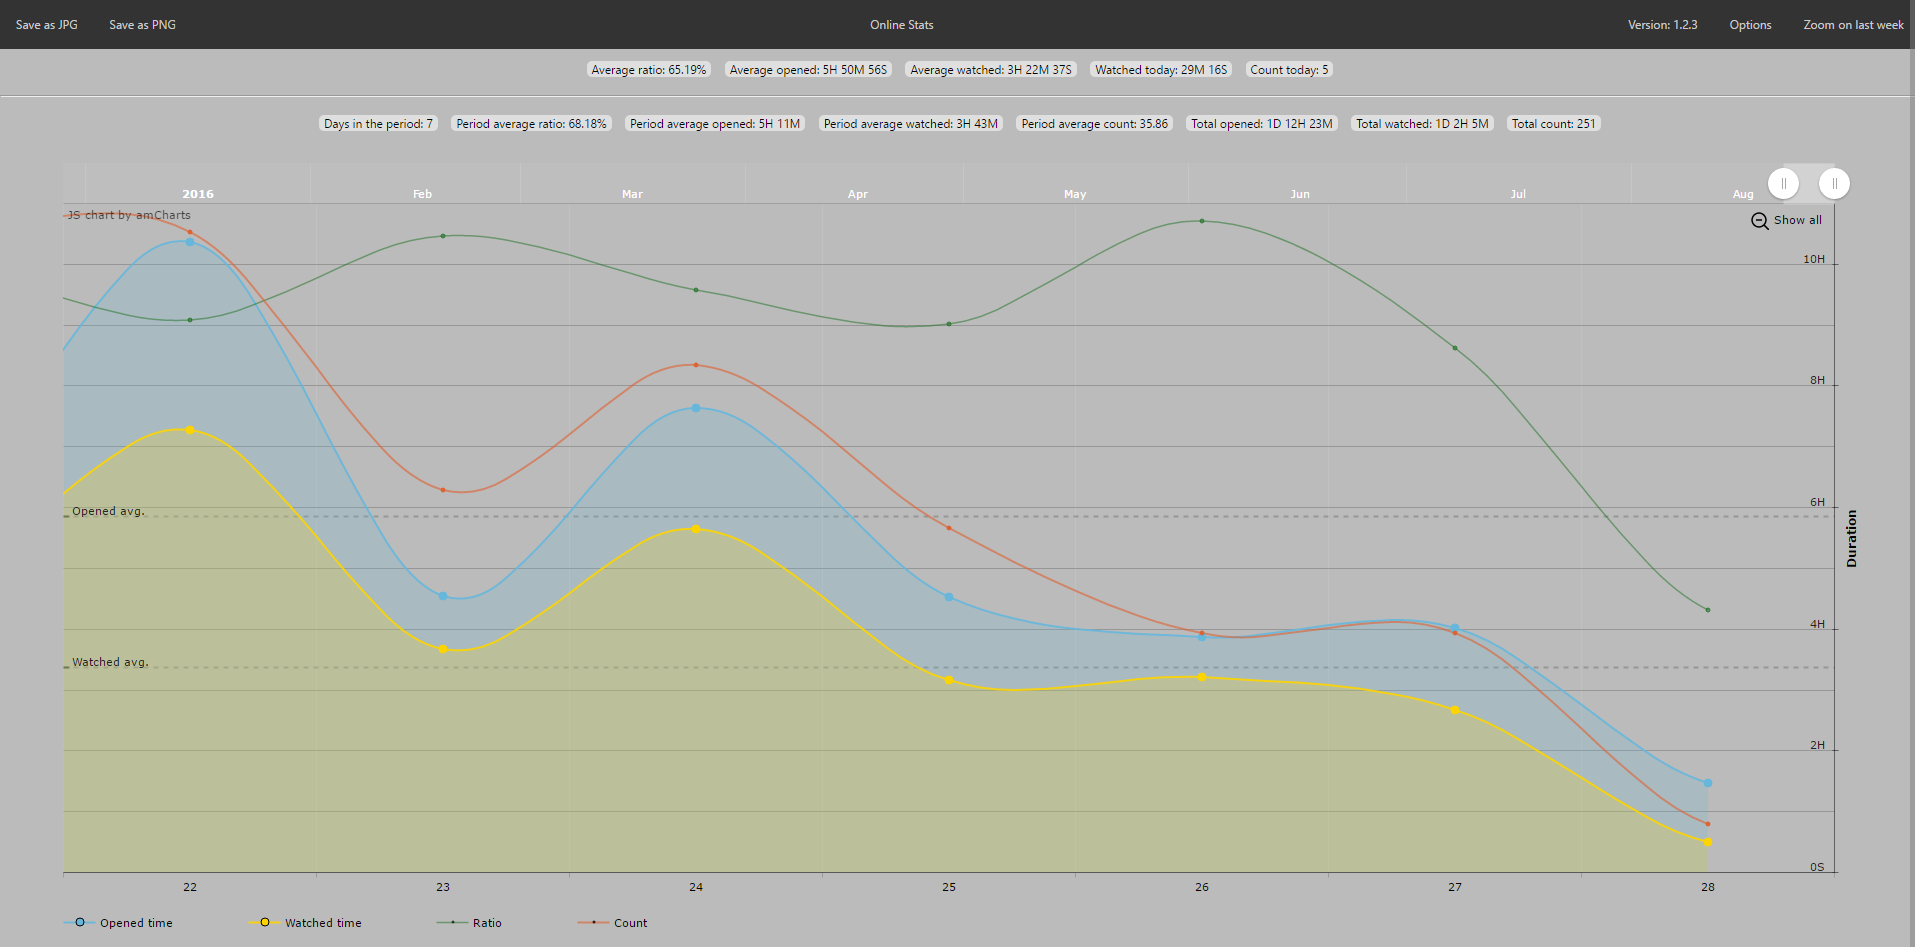 Save as JPG Save as PNG Online Stats Version: 1.2.3 Options Zoom on last week
Average ratio: 65.19% Average opened: 5H 50M 56S Average watched: 3H 22M 37S Watched today: 29M 16S Count today: 5
Days in the period: 7 Period average ratio: 68.18% Period average opened: 5H 11M Period average watched: 3H 43M Period average count: 35.86 Total opened: 1D 12H 23M Total watched: 1D 2H 5M Total count: 251
2016 Feb Mar Apr May Jun Jul Aug
JS chart by amCharts
Show all
10H
8H
6H
Opened avg.
Duration
4H
Watched avg.
2H
0S
22 23 24 25 26 27 28
Opened time Watched time Ratio Count